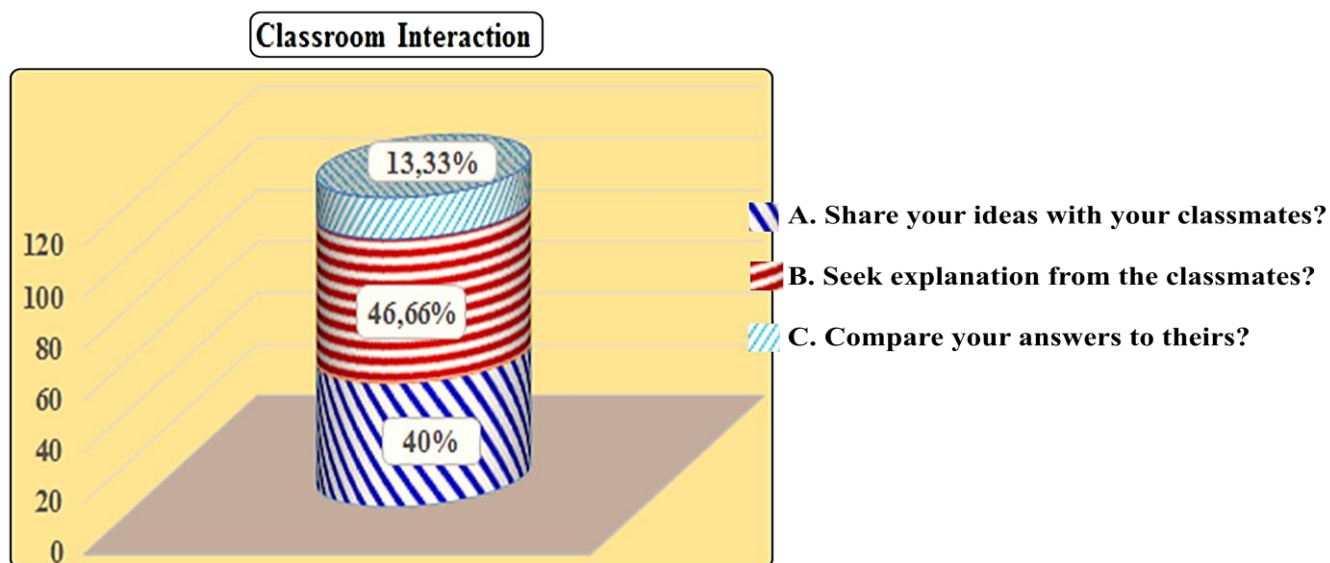 Classroom Interaction
13,33%
46,66%
40%
120
100
80
60
40
20
0
A. Share your ideas with your classmates?
B. Seek explanation from the classmates?
C. Compare your answers to theirs?